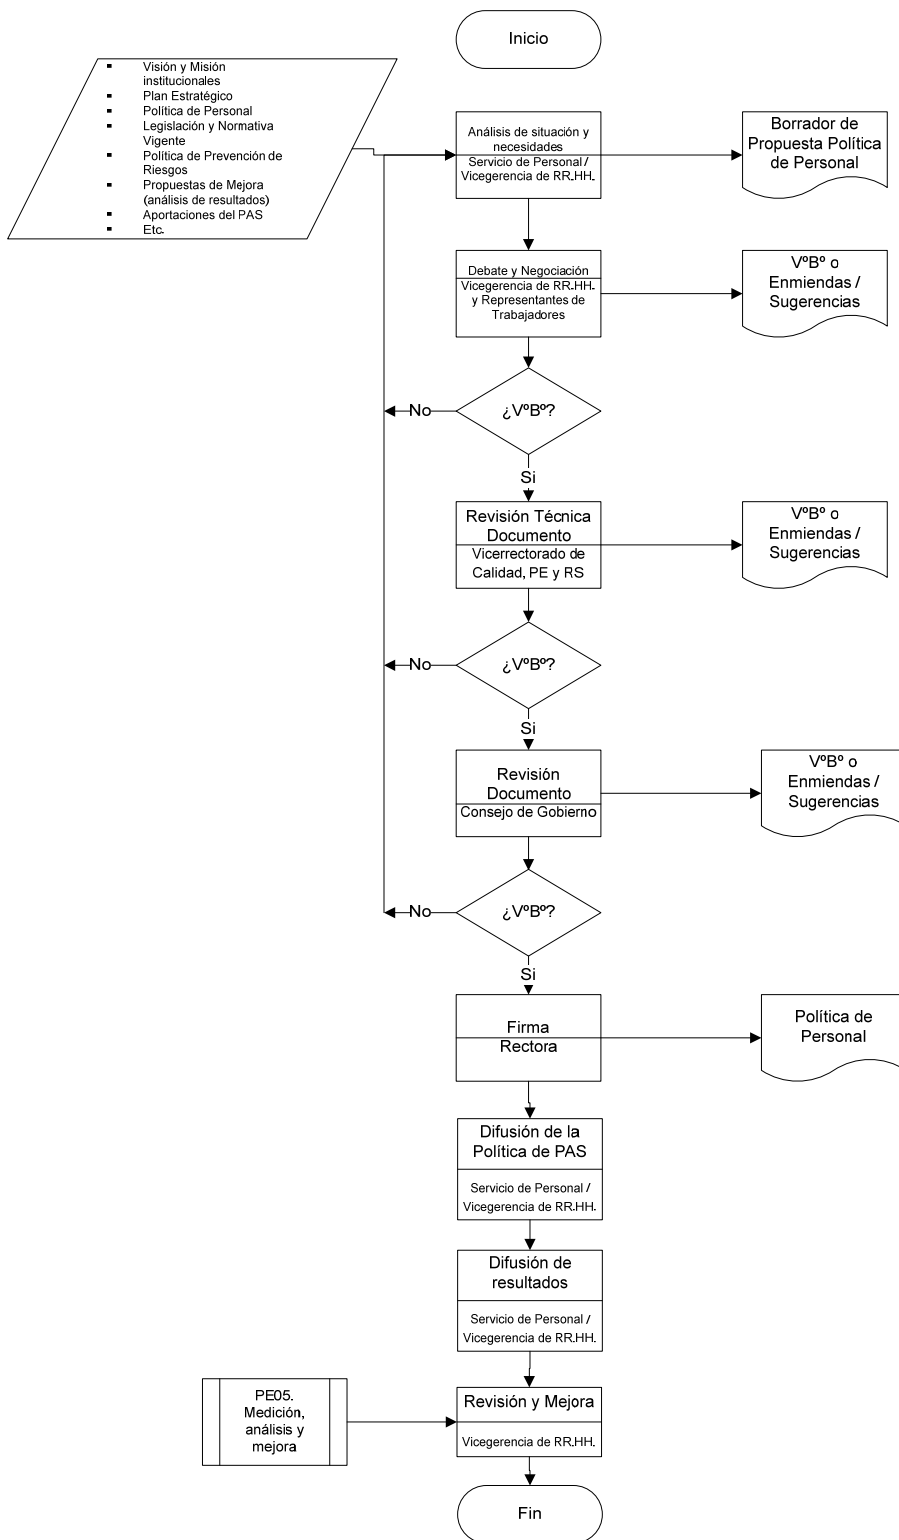 Inicio
▪ Visión y Misión
institucionales
▪ Plan Estratégico
▪ Política de Personal
▪ Legislación y Normativa
Vigente
▪ Política de Prevención de
Riesgos
▪ Propuestas de Mejora
(análisis de resultados)
▪ Aportaciones del PAS
▪ Etc.
Análisis de situación y
necesidades
Servicio de Personal /
Vicegerencia de RR.HH.
Borrador de
Propuesta Política
de Personal
Debate y Negociación
Vicegerencia de RR.HH.
y Representantes de
Trabajadores
VºBº o
Enmiendas /
Sugerencias
¿VºBº?
No
Si
Revisión Técnica
Documento
Vicerrectorado de
Calidad, PE y RS
VºBº o
Enmiendas /
Sugerencias
¿VºBº?
No
Si
Revisión
Documento
Consejo de Gobierno
VºBº o
Enmiendas /
Sugerencias
¿VºBº?
No
Si
Firma
Rectora
Política de
Personal
Difusión de la
Política de PAS
Servicio de Personal /
Vicegerencia de RR.HH.
Difusión de
resultados
Servicio de Personal /
Vicegerencia de RR.HH.
PE05.
Medición,
análisis y
mejora
Revisión y Mejora
Vicegerencia de RR.HH.
Fin